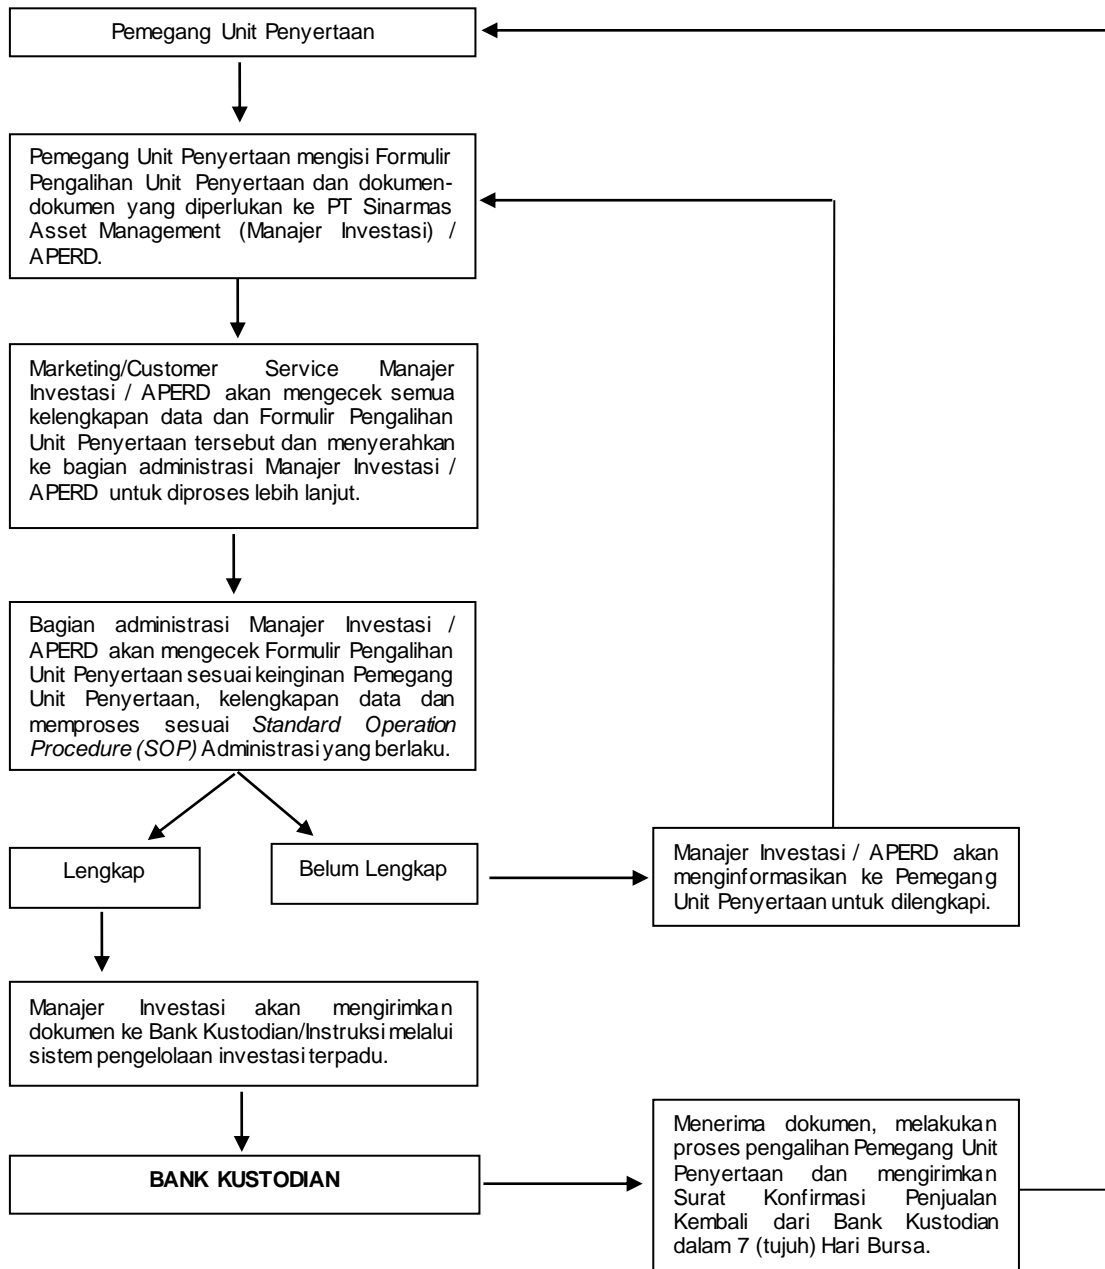 Pemegang Unit Penyertaan
Pemegang Unit Penyertaan mengisi Formulir
Pengalihan Unit Penyertaan dan dokumen-
dokumen yang diperlukan ke PT Sinarmas
Asset Management (Manajer Investasi) /
APERD.
Marketing/Customer Service Manajer
Investasi / APERD akan mengecek semua
kelengkapan data dan Formulir Pengalihan
Unit Penyertaan tersebut dan menyerahkan
ke bagian administrasi Manajer Investasi /
APERD untuk diproses lebih lanjut.
Bagian administrasi Manajer Investasi /
APERD akan mengecek Formulir Pengalihan
Unit Penyertaan sesuai keinginan Pemegang
Unit Penyertaan, kelengkapan data dan
memproses sesuai Standard Operation
Procedure (SOP) Administrasi yang berlaku.
Lengkap
Belum Lengkap
Manajer Investasi / APERD akan
menginformasikan ke Pemegang
Unit Penyertaan untuk dilengkapi.
Manajer Investasi akan mengirimkan
dokumen ke Bank Kustodian/Instruksi melalui
sistem pengelolaan investasi terpadu.
BANK KUSTODIAN
Menerima dokumen, melakukan
proses pengalihan Pemegang Unit
Penyertaan dan mengirimkan
Surat Konfirmasi Penjualan
Kembali dari Bank Kustodian
dalam 7 (tujuh) Hari Bursa.